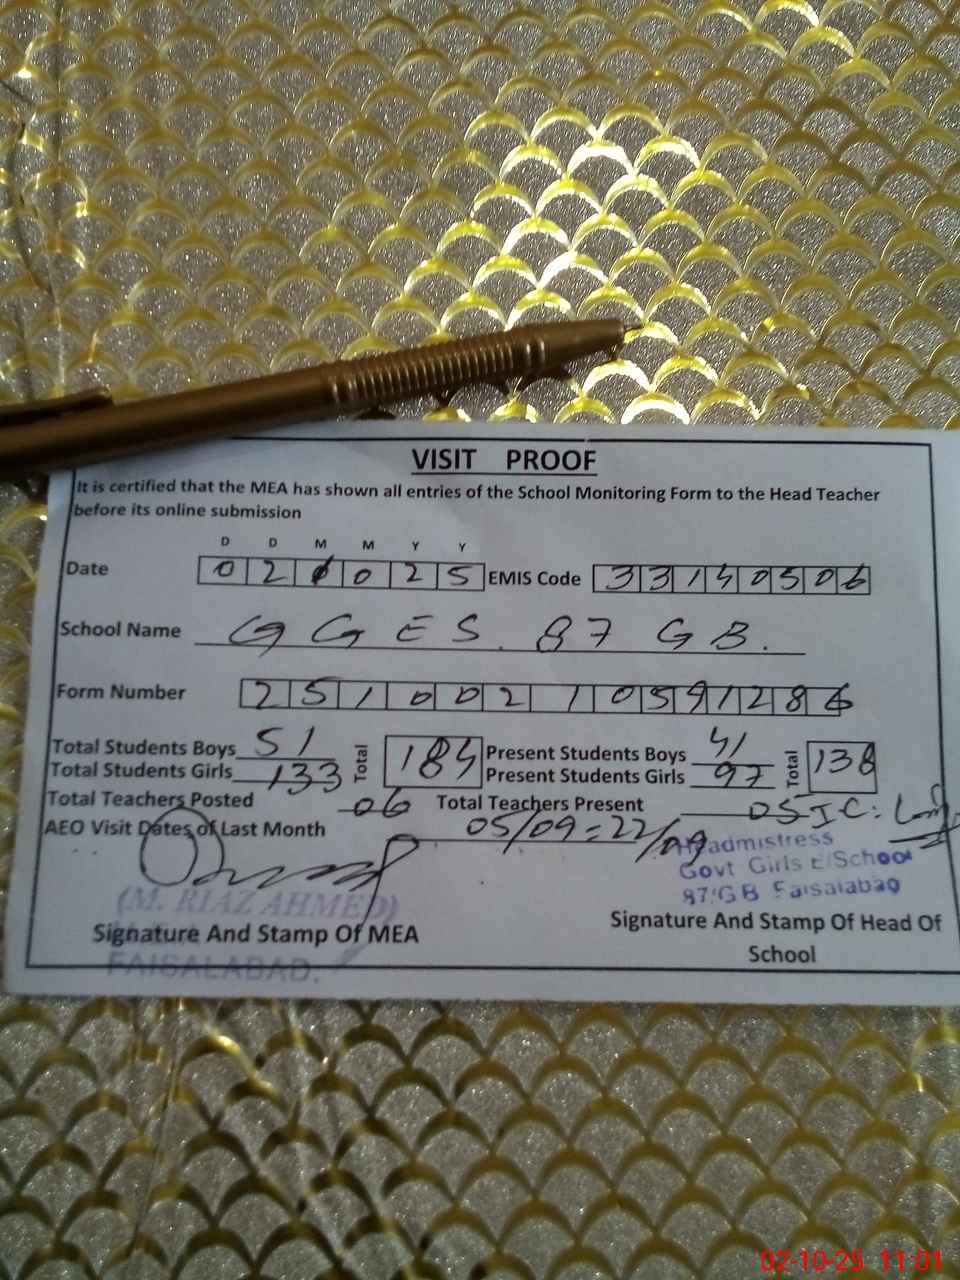 VISIT PROOF
It is certified that the MEA has shown all entries of the School Monitoring Form to the Head Teacher
before its online submission
D D M M Y Y
Date 0 2 1 0 2 5 EMIS Code 3 3 1 4 0 5 0 6
School Name GGES. 87 GB.
Form Number 2 5 1 0 0 2 1 0 5 9 1 2 8 6
Total Students Boys 51 Total 184 Present Students Boys 41 Total 138
Total Students Girls 133 Present Students Girls 97
Total Teachers Posted 06 Total Teachers Present 05 I C:
AEO Visit Dates of Last Month 05/09 = 22/09
Headmistress
Govt Girls E/School
87/GB Faisalabad
(M. RIAZ AHMED)
Signature And Stamp Of MEA Signature And Stamp Of Head Of
School
FAISALABAD.
02-10-25 11:01